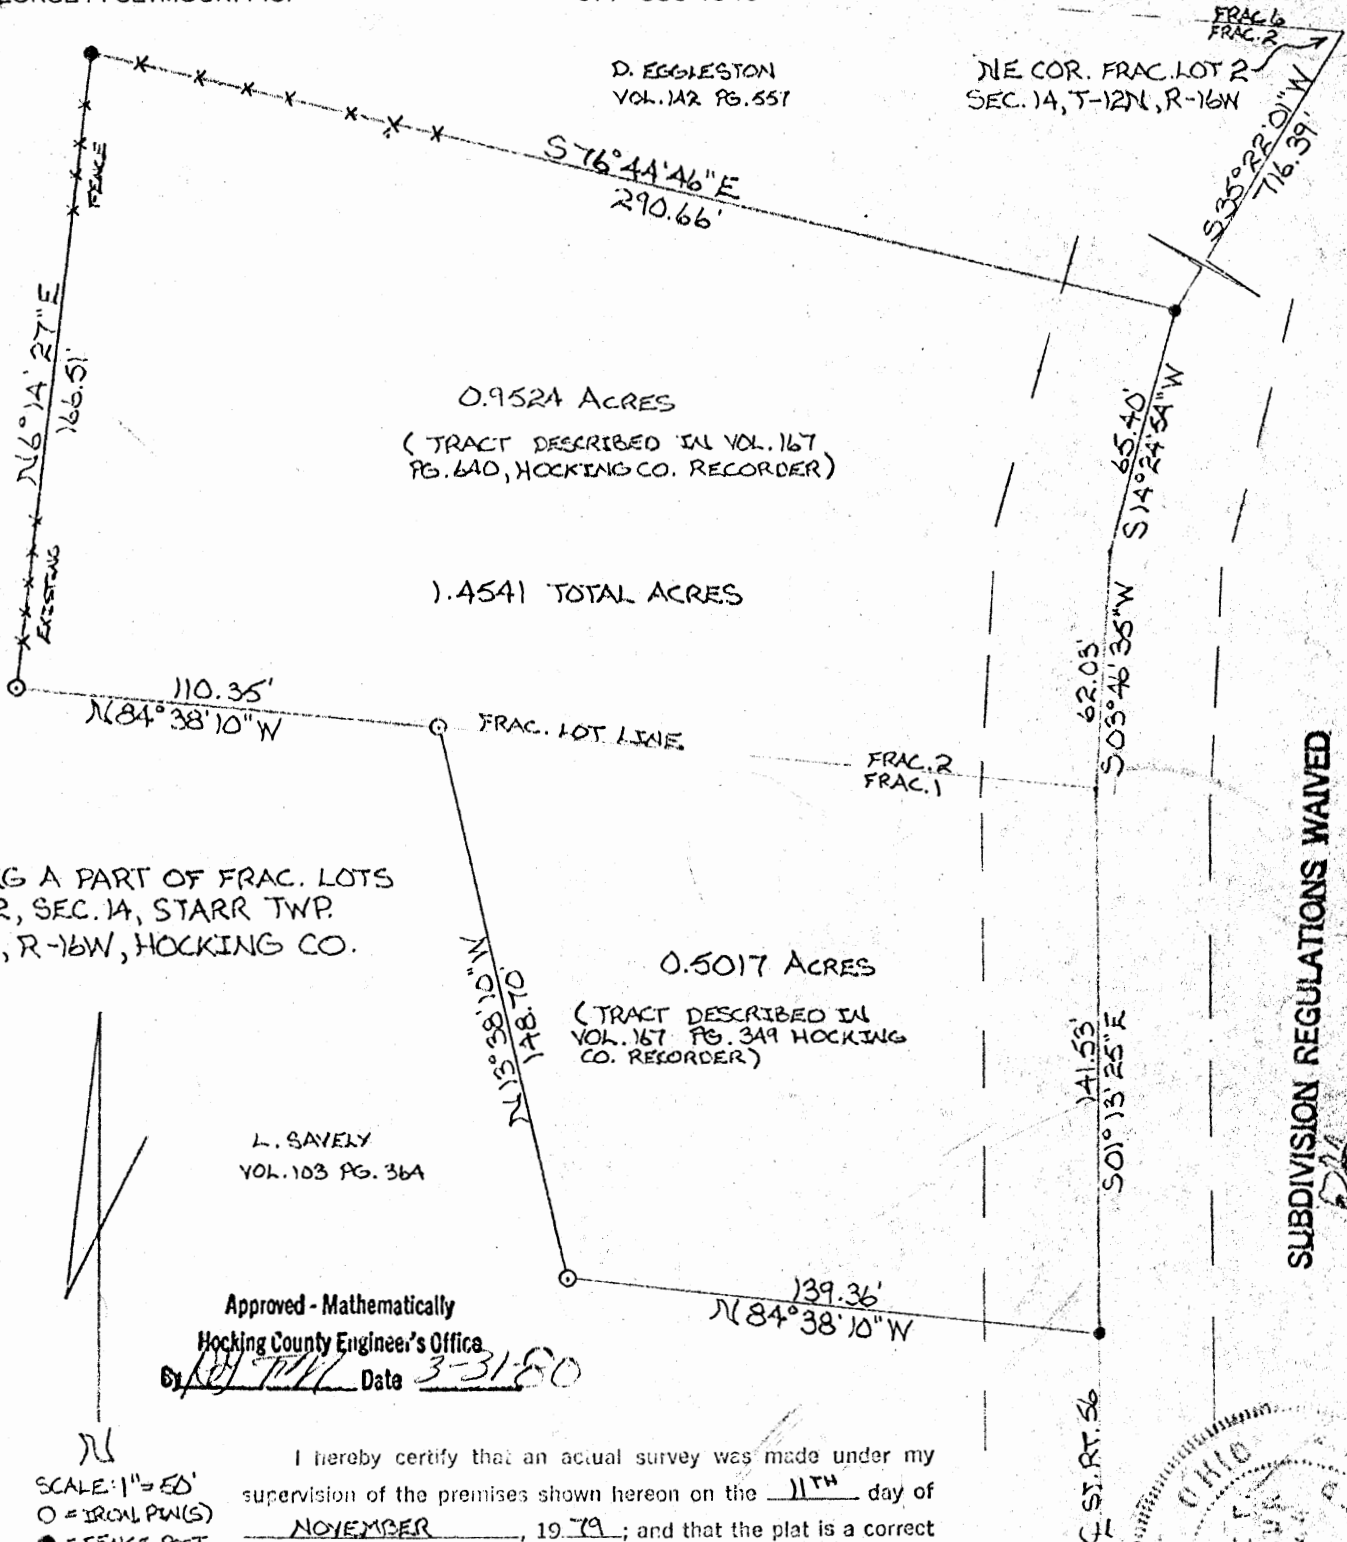 FRAC. 6
FRAC. 2
D. EGGLESTON
VOL. 142 PG. 557
NE COR. FRAC. LOT 2
SEC. 14, T-12N, R-16W
S35°22'01"W
716.39'
S76°44'46"E
290.66'
FENCE
N6°14'27"E
166.51'
EXISTING
0.9524 ACRES
(TRACT DESCRIBED IN VOL. 167
PG. 640, HOCKING CO. RECORDER)
65.40'
S14°24'54"W
1.4541 TOTAL ACRES
62.03'
S03°46'35"W
110.35'
N84°38'10"W
FRAC. LOT LINE
FRAC. 2
FRAC. 1
G A PART OF FRAC. LOTS
2, SEC. 14, STARR TWP.
, R-16W, HOCKING CO.
N13°38'10"W
148.70'
0.5017 ACRES
(TRACT DESCRIBED IN
VOL. 167 PG. 349 HOCKING
CO. RECORDER)
141.53'
S01°13'25"E
SUBDIVISION REGULATIONS WAIVED
L. SAVELY
VOL. 103 PG. 364
139.36'
N84°38'10"W
Approved - Mathematically
Hocking County Engineer's Office
By Date 3-31-80
ST. RT. 56
N
SCALE: 1"=50'
O = IRON PIN(S)
● = FENCE POST
I hereby certify that an actual survey was made under my
supervision of the premises shown hereon on the 11TH day of
NOVEMBER, 19 79; and that the plat is a correct
OHIO